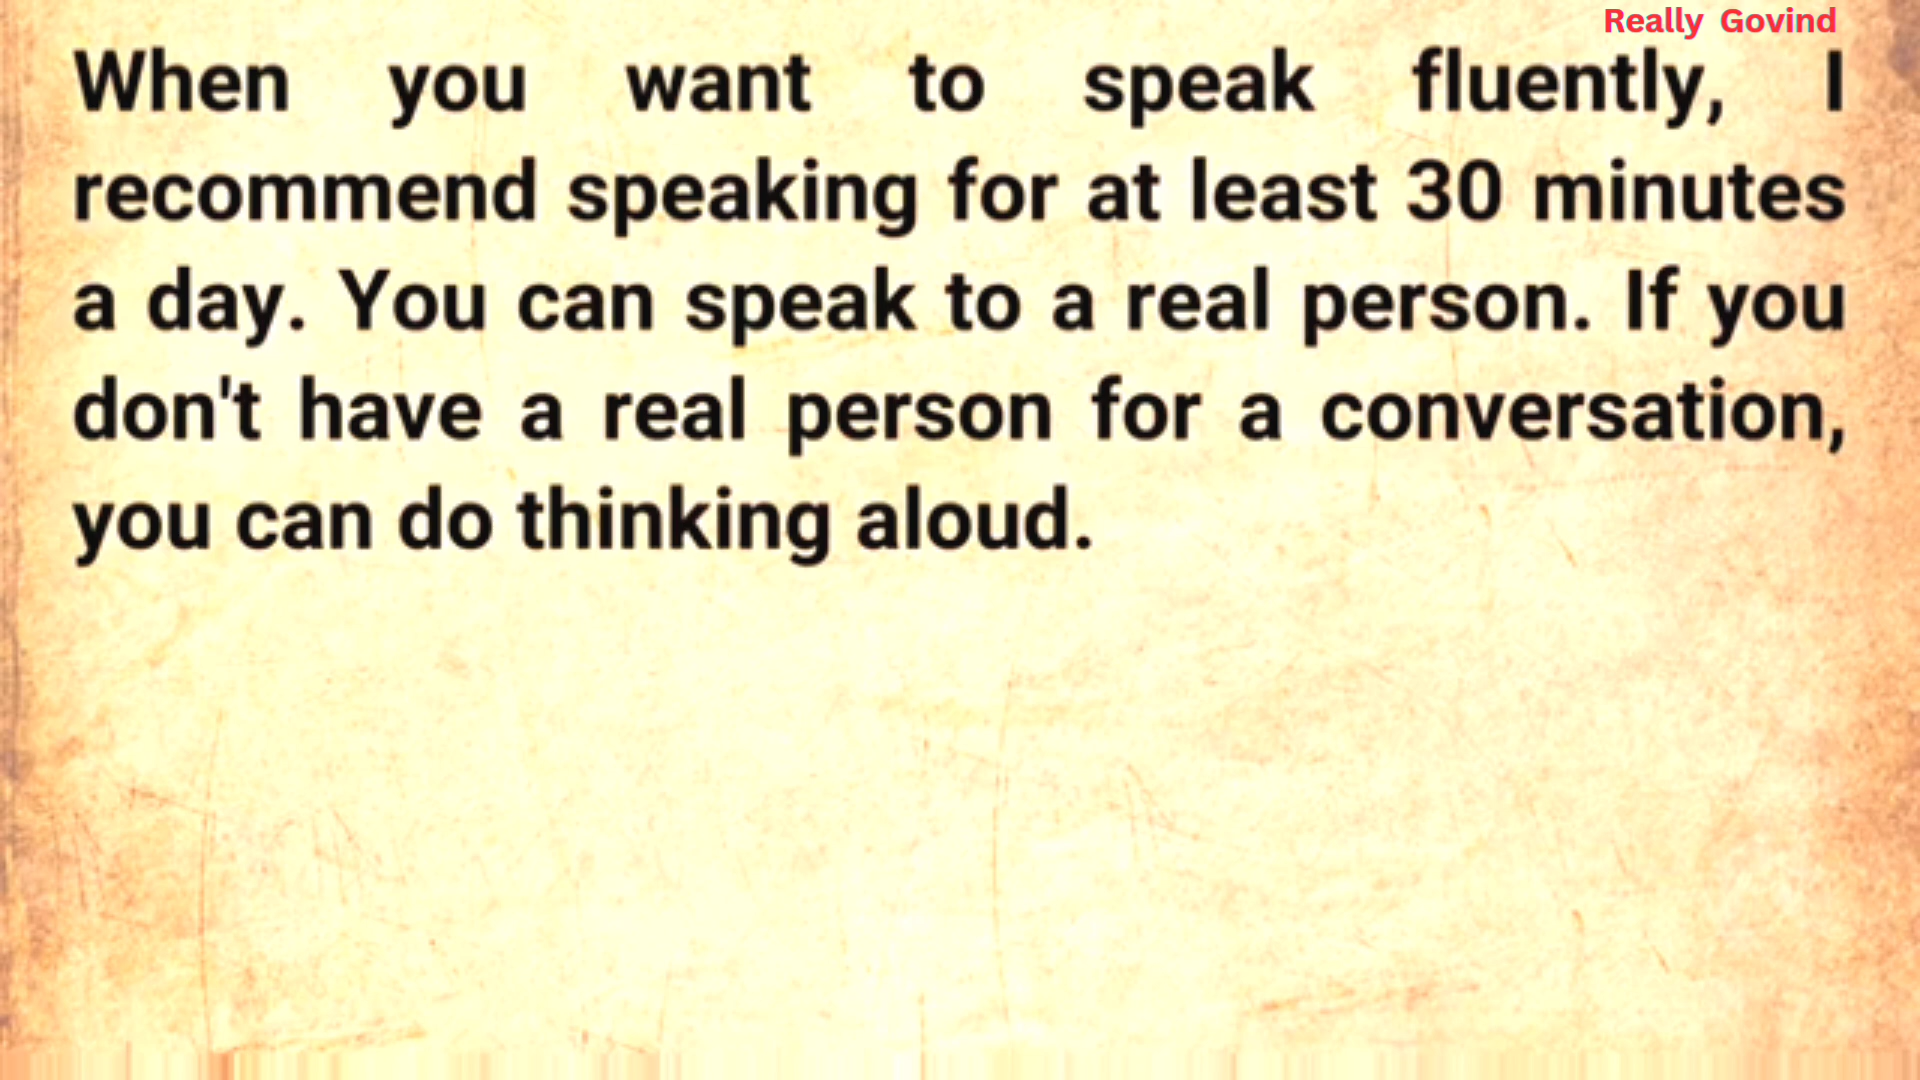 Really Govind
When you want to speak fluently, I
recommend speaking for at least 30 minutes
a day. You can speak to a real person. If you
don't have a real person for a conversation,
you can do thinking aloud.